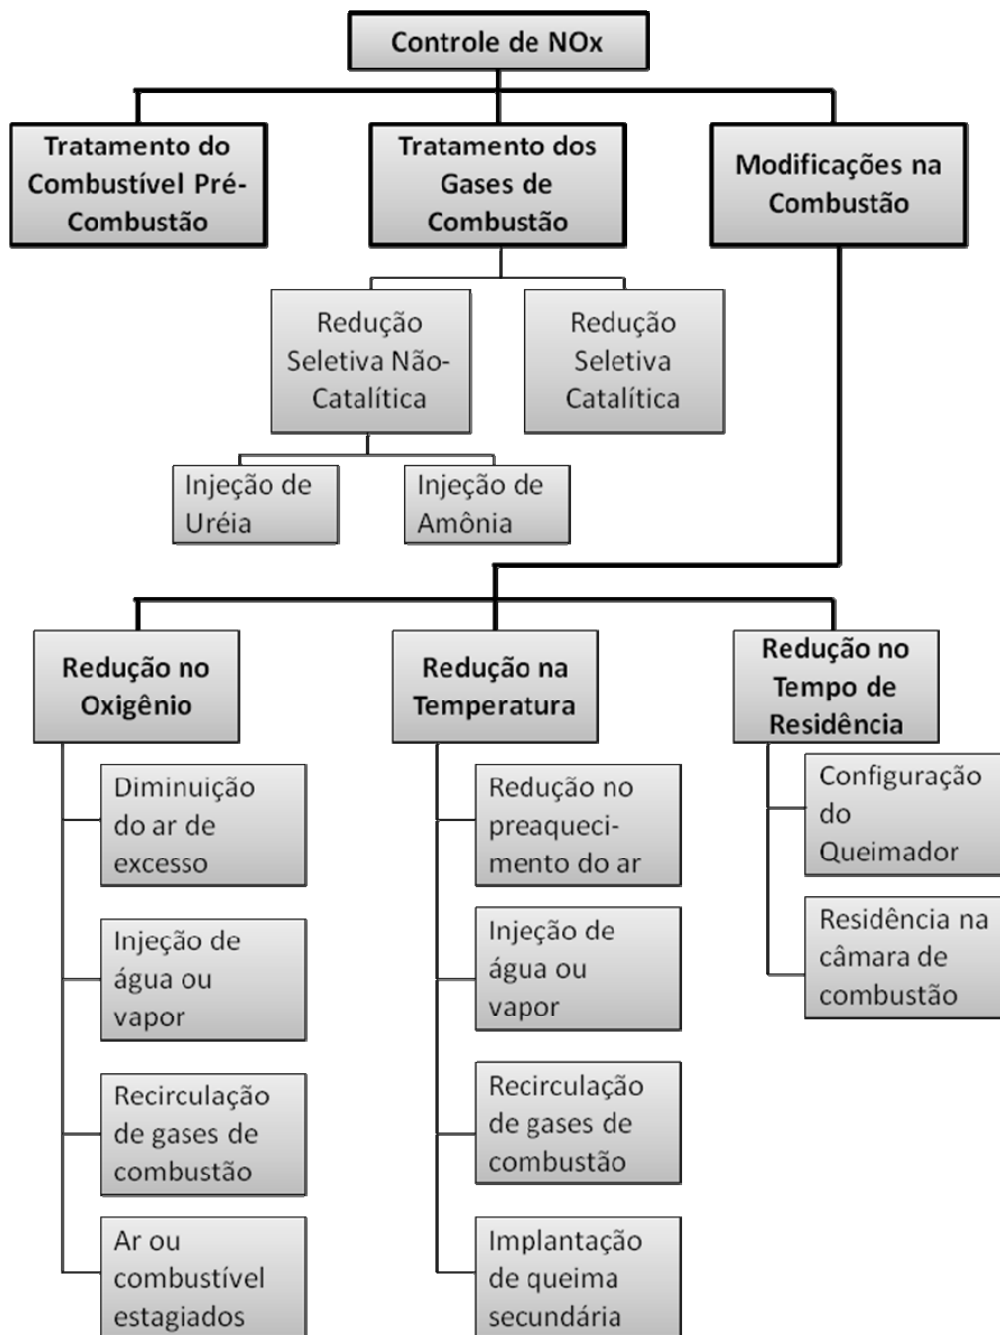 Controle de NOx
Tratamento do
Combustível Pré-
Combustão
Tratamento dos
Gases de
Combustão
Modificações na
Combustão
Redução
Seletiva Não-
Catalítica
Redução
Seletiva
Catalítica
Injeção de
Uréia
Injeção de
Amônia
Redução no
Oxigênio
Diminuição
do ar de
excesso
Injeção de
água ou
vapor
Recirculação
de gases de
combustão
Ar ou
combustível
estagiados
Redução na
Temperatura
Redução no
preaqueci-
mento do ar
Injeção de
água ou
vapor
Recirculação
de gases de
combustão
Implantação
de queima
secundária
Redução no
Tempo de
Residência
Configuração
do
Queimador
Residência na
câmara de
combustão